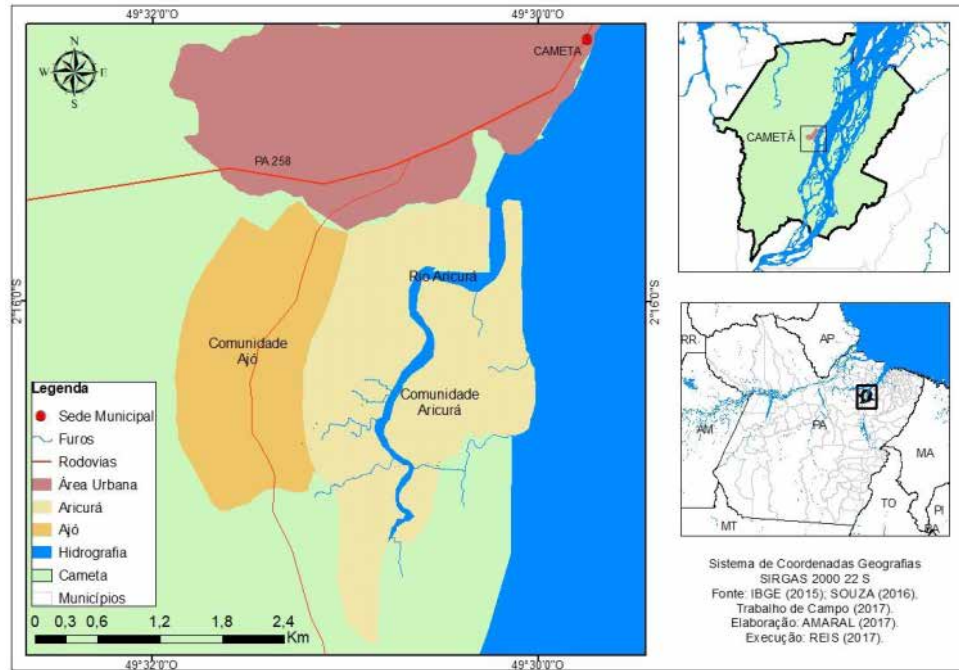 49°32'0"O
49°30'0"O
N
W
E
S
CAMETA
PA 258
2°16'0"S
Rio Aricurá
Comunidade
Ajó
Comunidade
Aricurá
Legenda
Sede Municipal
Furos
Rodovias
Área Urbana
Aricurá
Ajó
Hidrografia
Cameta
Municípios
0 0,3 0,6 1,2 1,8 2,4
Km
49°32'0"O
49°30'0"O
CAMETÁ
2°16'0"S
RR
AP
AM
PA
MA
TO
PI
BA
MT
Sistema de Coordenadas Geografias
SIRGAS 2000 22 S
Fonte: IBGE (2015); SOUZA (2016),
Trabalho de Campo (2017).
Elaboração: AMARAL (2017).
Execução: REIS (2017).